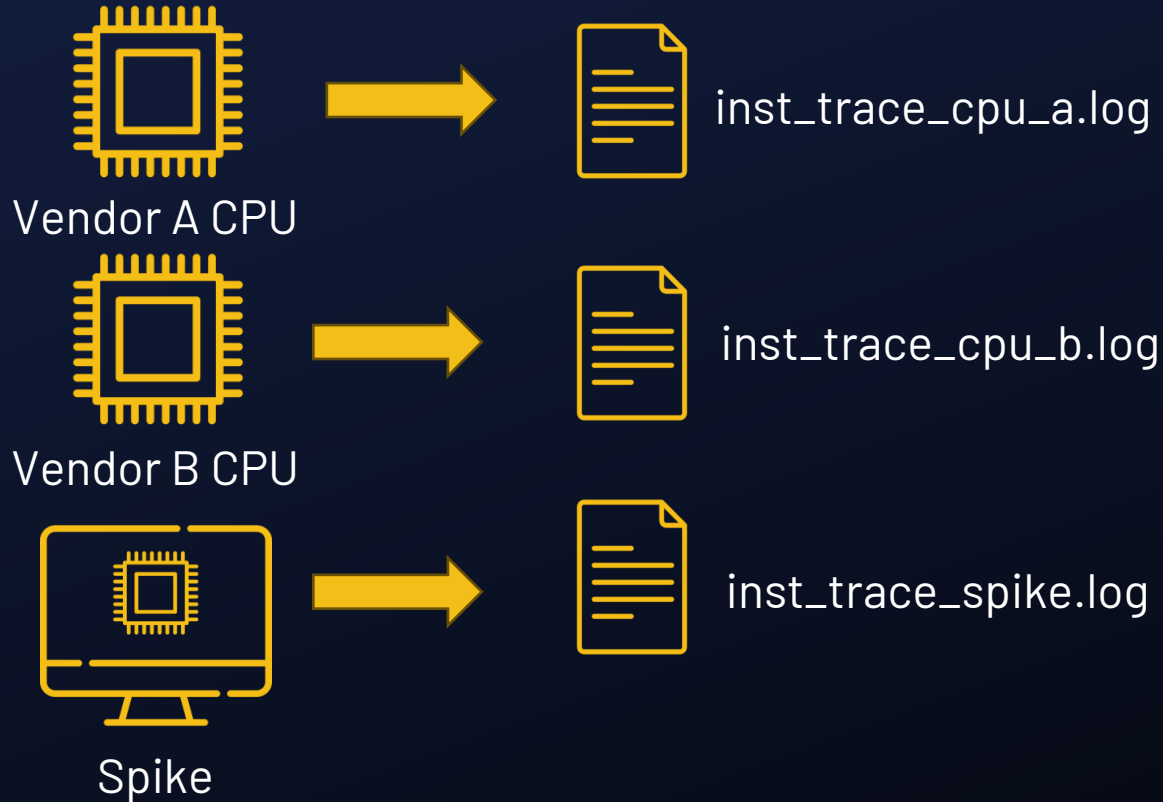 inst_trace_cpu_a.log
Vendor A CPU
inst_trace_cpu_b.log
Vendor B CPU
inst_trace_spike.log
Spike